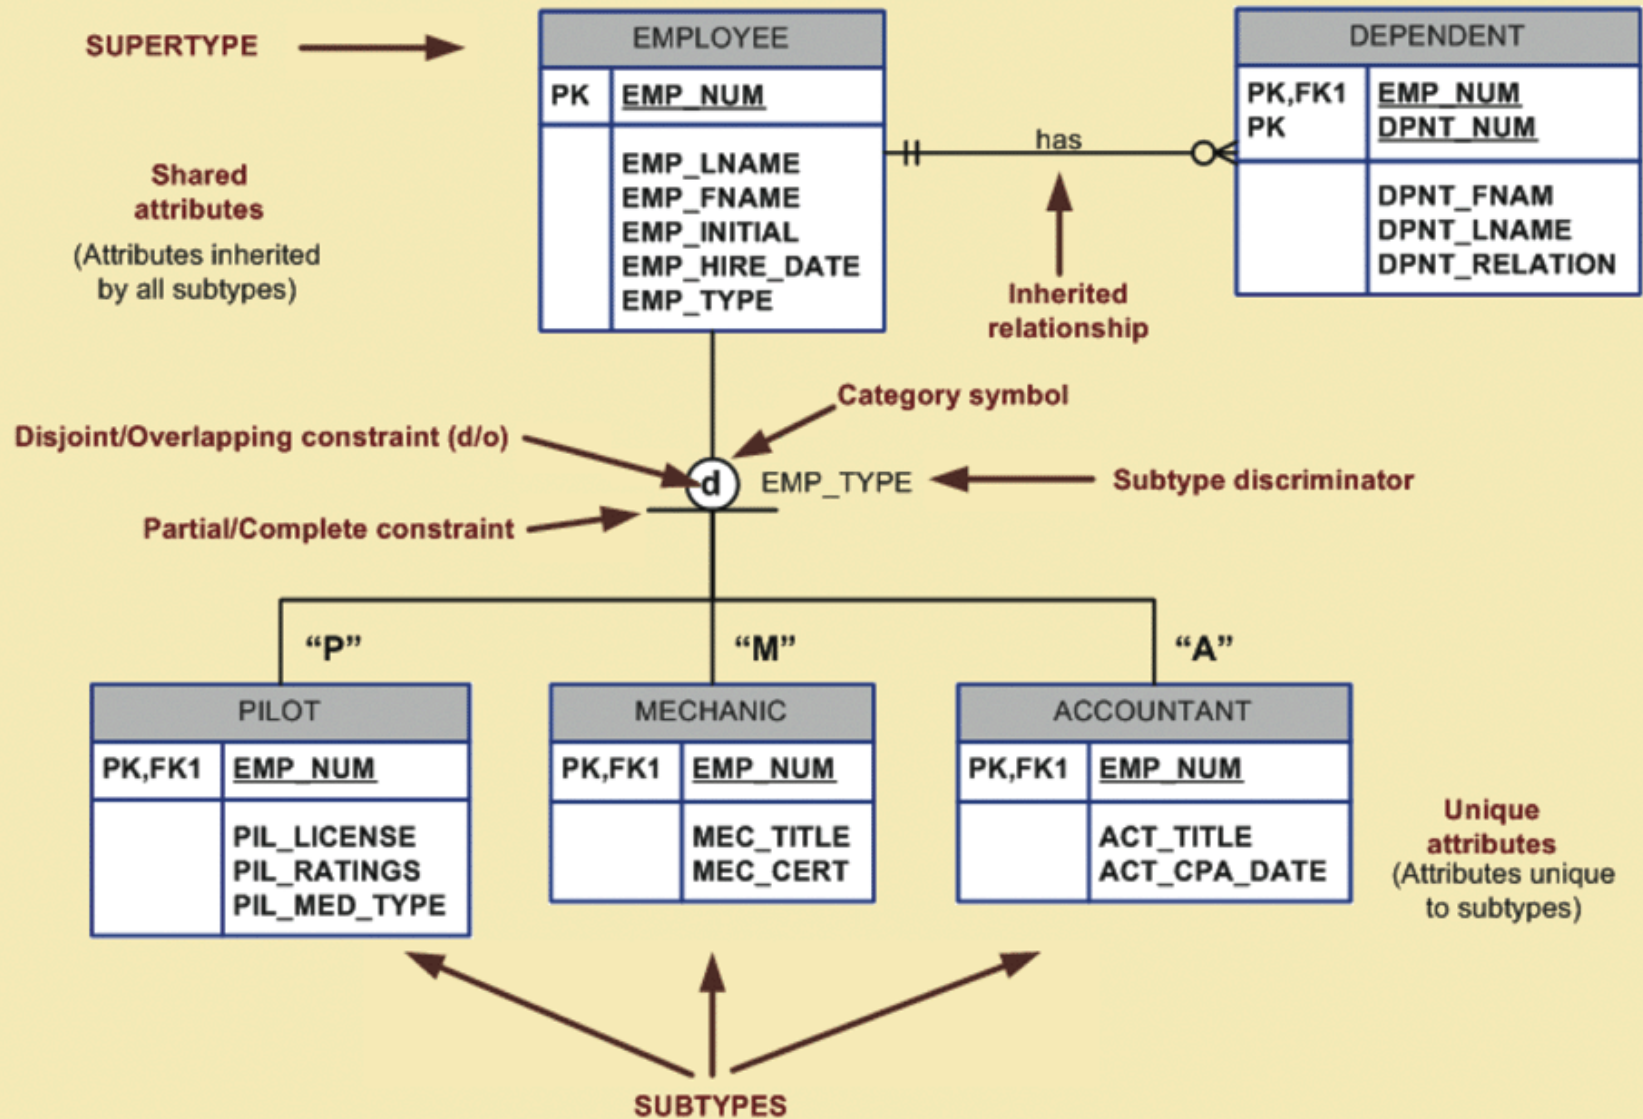 SUPERTYPE
EMPLOYEE
PK EMP_NUM
EMP_LNAME
EMP_FNAME
EMP_INITIAL
EMP_HIRE_DATE
EMP_TYPE
has
DEPENDENT
PK,FK1 EMP_NUM
PK DPNT_NUM
DPNT_FNAM
DPNT_LNAME
DPNT_RELATION
Shared
attributes
(Attributes inherited
by all subtypes)
Inherited
relationship
Category symbol
Disjoint/Overlapping constraint (d/o)
d
EMP_TYPE
Subtype discriminator
Partial/Complete constraint
“P”
“M”
“A”
PILOT
PK,FK1 EMP_NUM
PIL_LICENSE
PIL_RATINGS
PIL_MED_TYPE
MECHANIC
PK,FK1 EMP_NUM
MEC_TITLE
MEC_CERT
ACCOUNTANT
PK,FK1 EMP_NUM
ACT_TITLE
ACT_CPA_DATE
Unique
attributes
(Attributes unique
to subtypes)
SUBTYPES